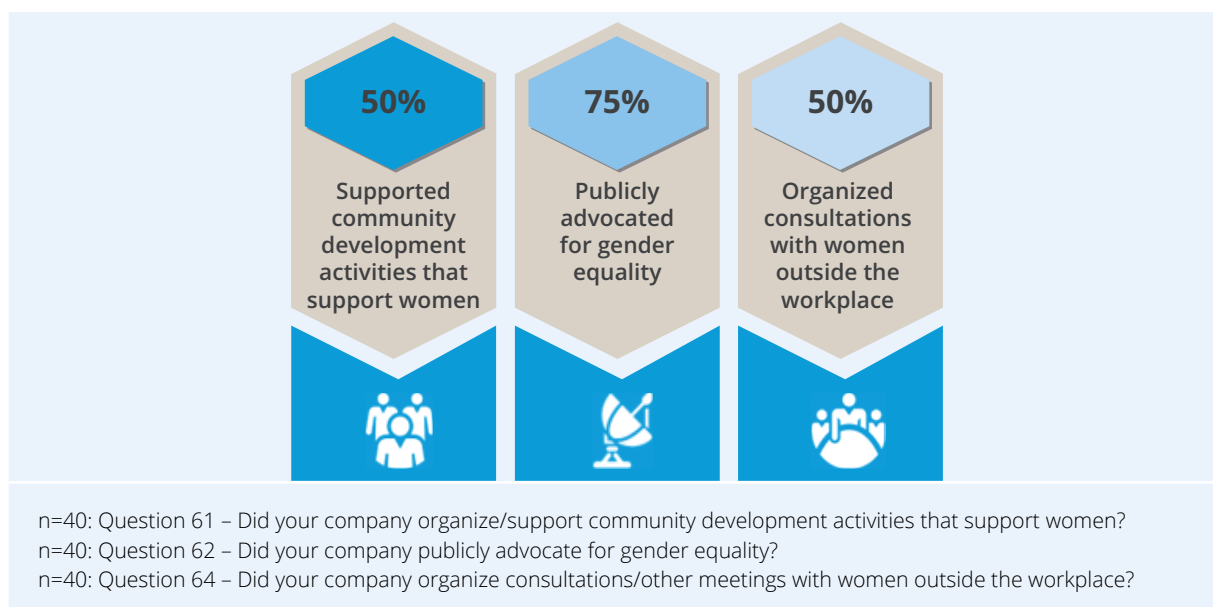 50%
Supported
community
development
activities that
support women
75%
Publicly
advocated
for gender
equality
50%
Organized
consultations
with women
outside the
workplace
n=40: Question 61 – Did your company organize/support community development activities that support women?
n=40: Question 62 – Did your company publicly advocate for gender equality?
n=40: Question 64 – Did your company organize consultations/other meetings with women outside the workplace?